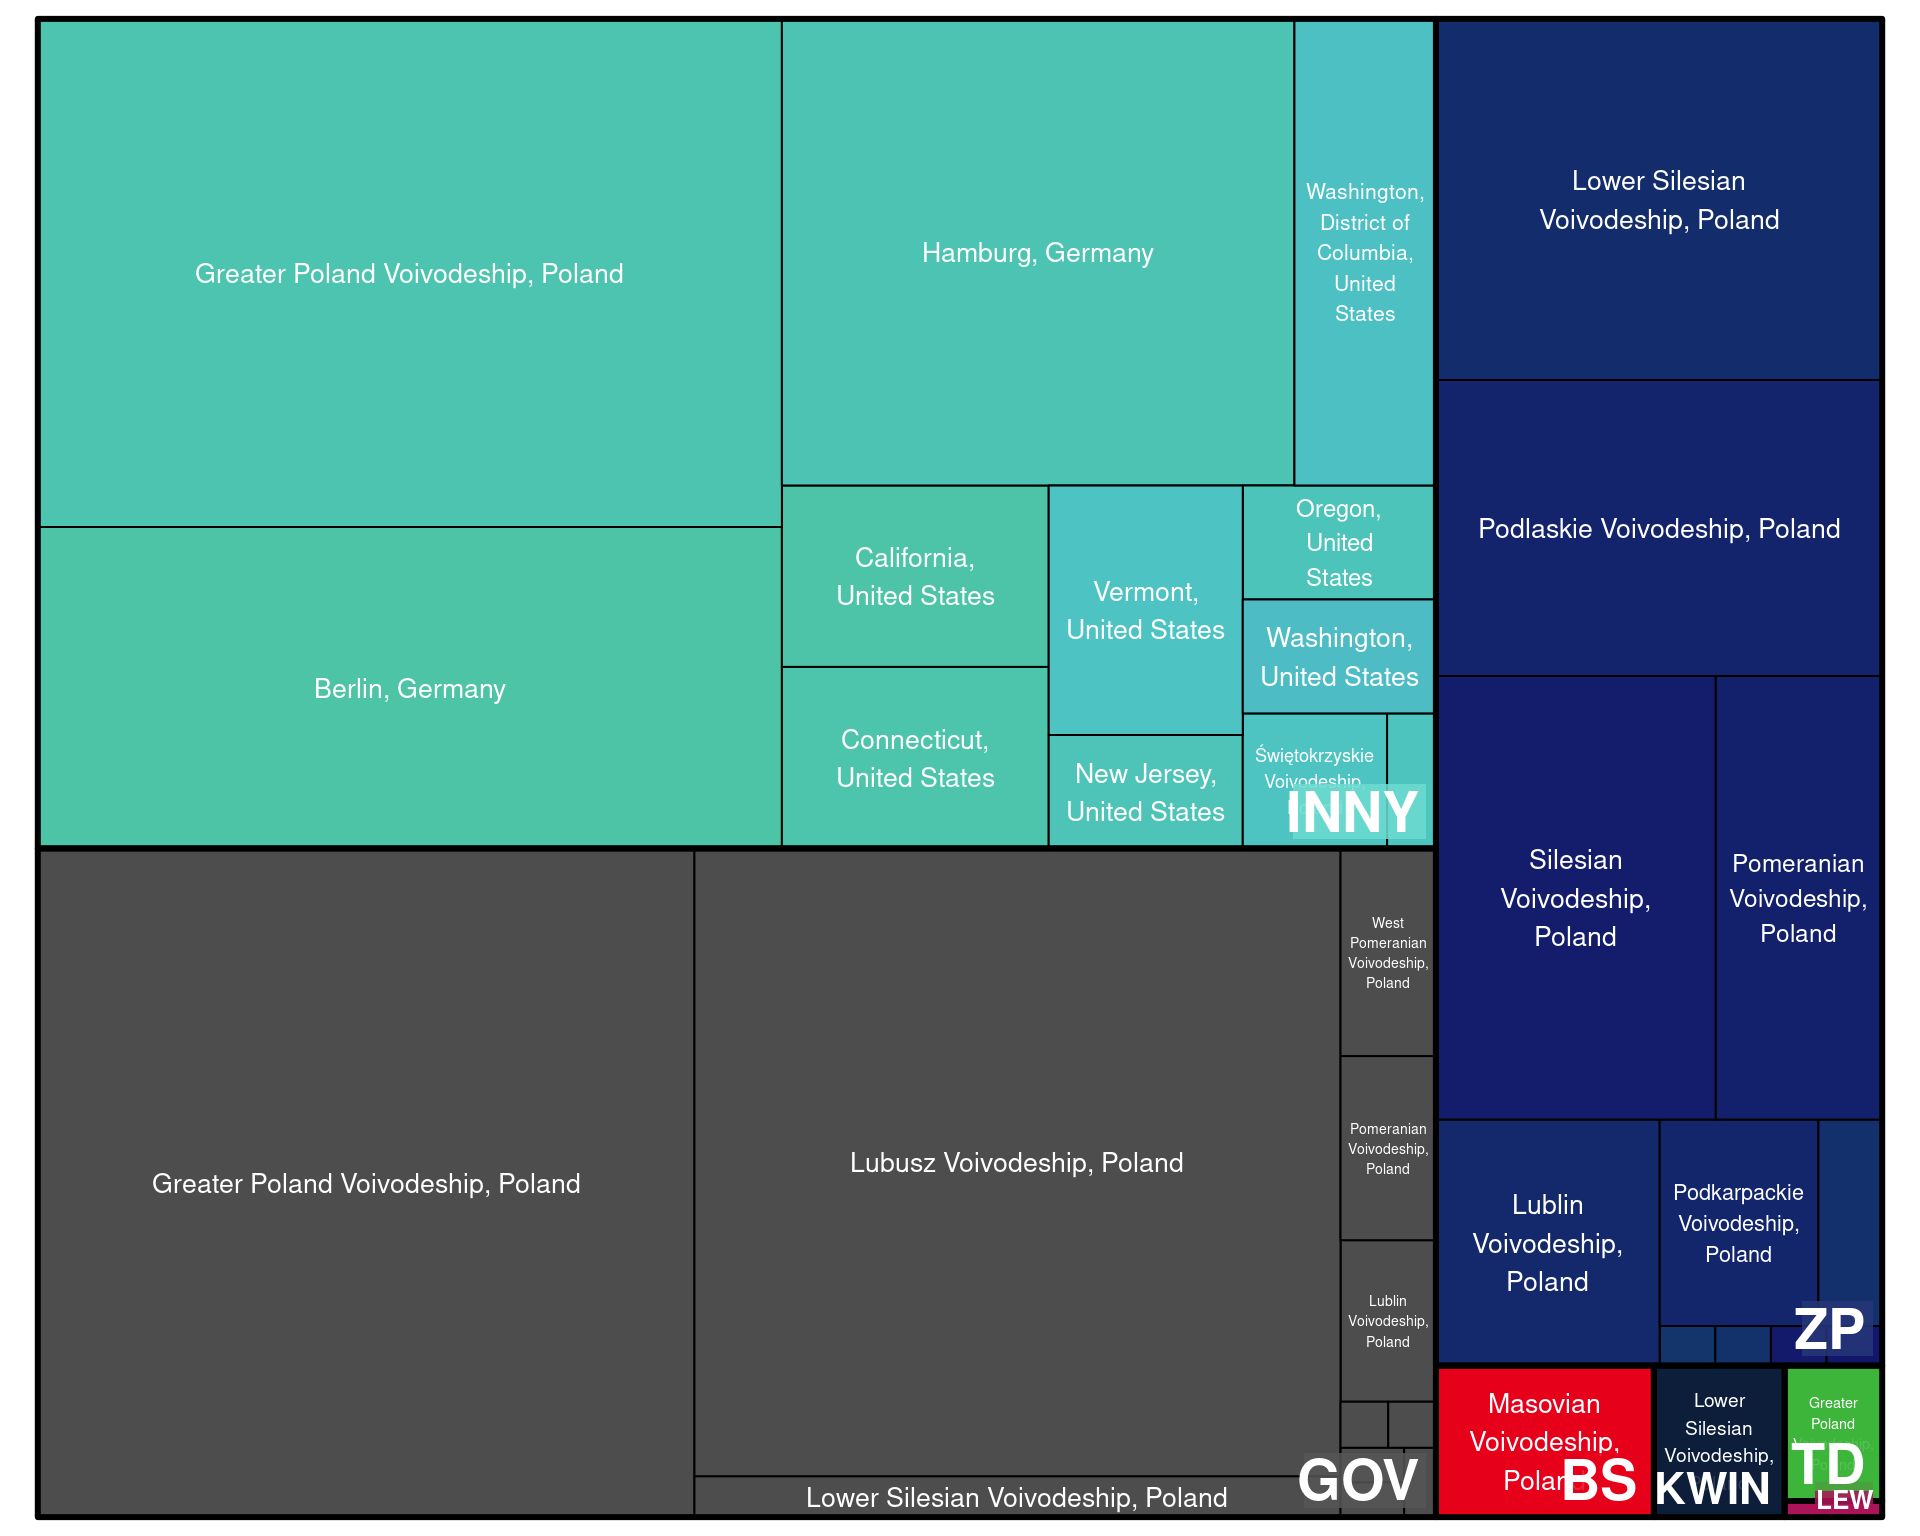 Greater Poland Voivodeship, Poland
Berlin, Germany
Hamburg, Germany
Washington,
District of
Columbia,
United
States
California,
United States
Connecticut,
United States
Vermont,
United States
New Jersey,
United States
Oregon,
United
States
Washington,
United States
Świętokrzyskie
Voivodeship,
INNY
Greater Poland Voivodeship, Poland
Lubusz Voivodeship, Poland
Lower Silesian Voivodeship, Poland
West
Pomeranian
Voivodeship,
Poland
Pomeranian
Voivodeship,
Poland
Lublin
Voivodeship,
Poland
GOV
Lower Silesian
Voivodeship, Poland
Podlaskie Voivodeship, Poland
Silesian
Voivodeship,
Poland
Pomeranian
Voivodeship,
Poland
Lublin
Voivodeship,
Poland
Podkarpackie
Voivodeship,
Poland
ZP
Masovian
Voivodeship,
Poland
BS
Lower
Silesian
Voivodeship,
KWIN
Greater
Poland
TD
LEW